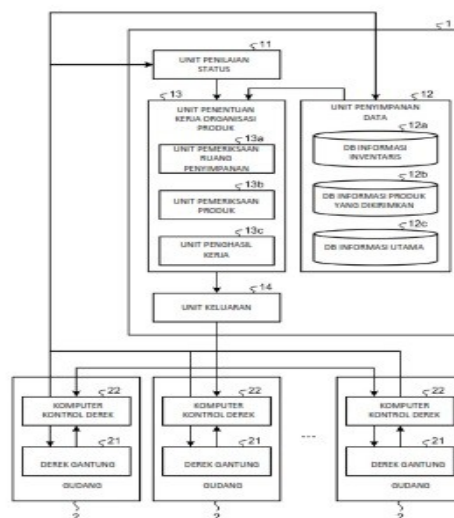 1
11
UNIT PENILAIAN
STATUS
13
UNIT PENENTUAN
KERJA ORGANISASI
PRODUK
13a
UNIT PEMERIKSAAN
RUANG
PENYIMPANAN
13b
UNIT PEMERIKSAAN
PRODUK
13c
UNIT PENGHASIL
KERJA
12
UNIT PENYIMPANAN
DATA
12a
DB INFORMASI
INVENTARIS
12b
DB INFORMASI PRODUK
YANG DIKIRIMKAN
12c
DB INFORMASI UTAMA
14
UNIT KELUARAN
22
KOMPUTER
KONTROL DEREK
21
DEREK GANTUNG
GUDANG
2
22
KOMPUTER
KONTROL DEREK
21
DEREK GANTUNG
GUDANG
2
...
22
KOMPUTER
KONTROL DEREK
21
DEREK GANTUNG
GUDANG
2